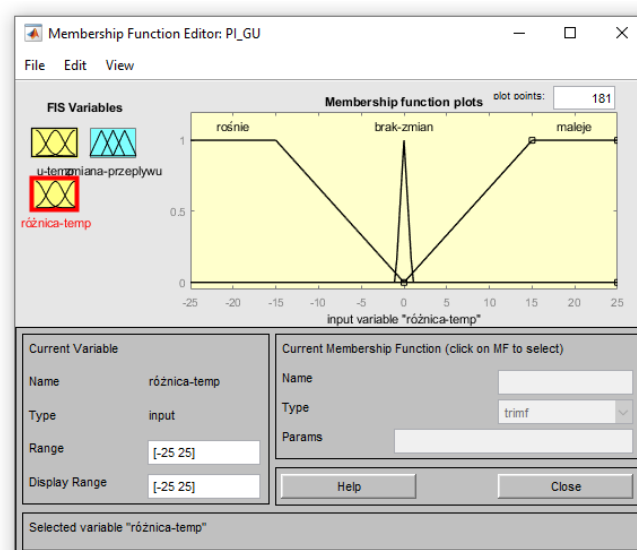 Membership Function Editor: PI_GU
File Edit View
FIS Variables
Membership function plots
plot points:
181
u-temp
zmiana-przepływu
różnica-temp
rośnie
brak-zmian
maleje
1
0.5
0
-25 -20 -15 -10 -5 0 5 10 15 20 25
input variable "różnica-temp"
Current Variable
Name różnica-temp
Type input
Range [-25 25]
Display Range [-25 25]
Current Membership Function (click on MF to select)
Name
Type trimf
Params
Help
Close
Selected variable "różnica-temp"